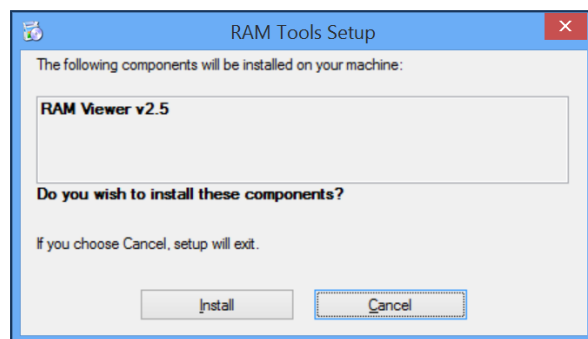 RAM Tools Setup
The following components will be installed on your machine:
RAM Viewer v2.5
Do you wish to install these components?
If you choose Cancel, setup will exit.
Install Cancel